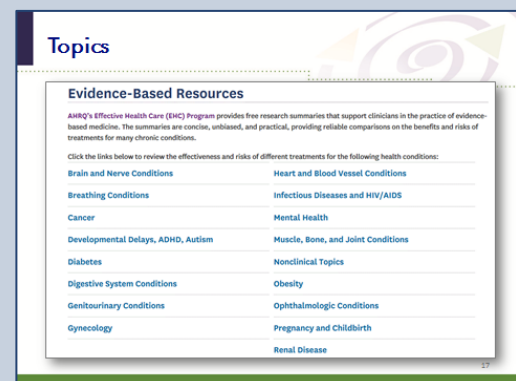 Topics
Evidence-Based Resources
AHRQ's Effective Health Care (EHC) Program provides free research summaries that support clinicians in the practice of evidence-
based medicine. The summaries are concise, unbiased, and practical, providing reliable comparisons on the benefits and risks of
treatments for many chronic conditions.
Click the links below to review the effectiveness and risks of different treatments for the following health conditions:
Brain and Nerve Conditions
Breathing Conditions
Cancer
Developmental Delays, ADHD, Autism
Diabetes
Digestive System Conditions
Genitourinary Conditions
Gynecology
Heart and Blood Vessel Conditions
Infectious Diseases and HIV/AIDS
Mental Health
Muscle, Bone, and Joint Conditions
Nonclinical Topics
Obesity
Ophthalmologic Conditions
Pregnancy and Childbirth
Renal Disease
17